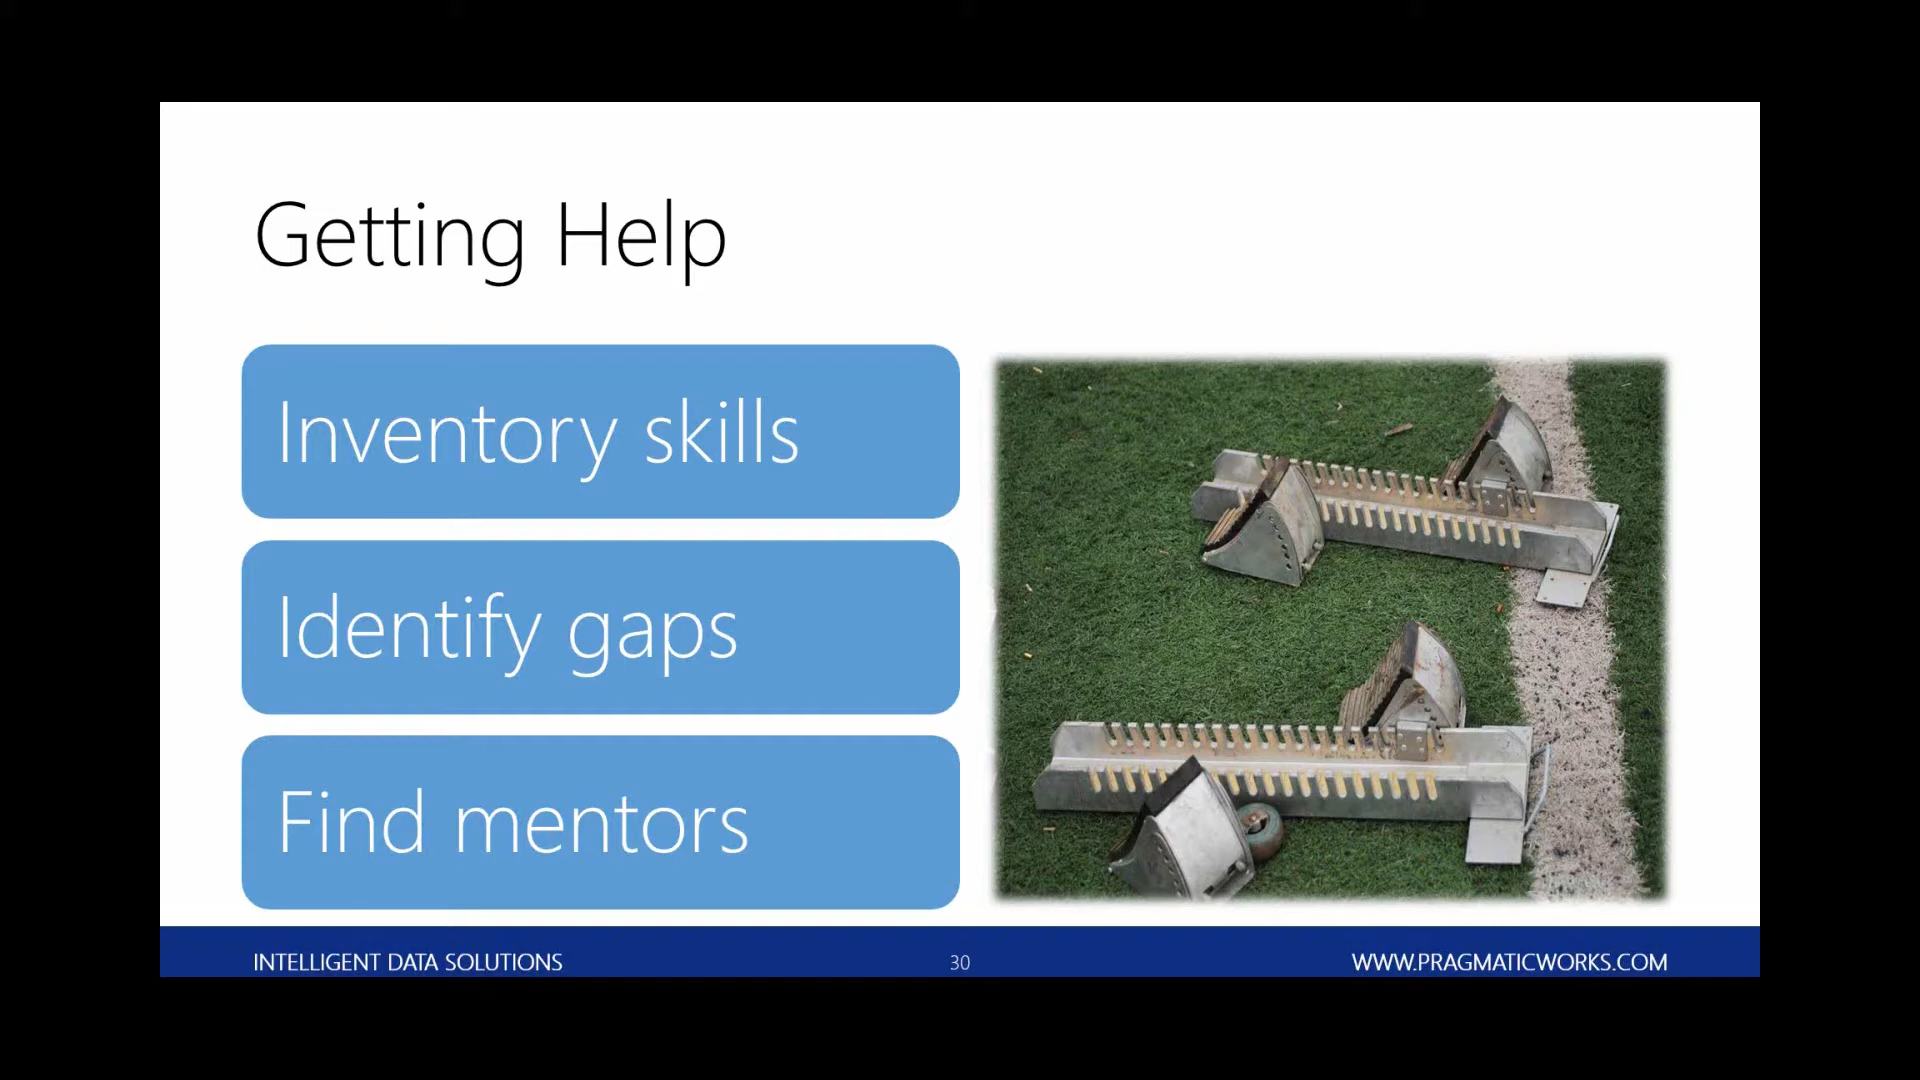 Getting Help
Inventory skills
Identify gaps
Find mentors
INTELLIGENT DATA SOLUTIONS
30
WWW.PRAGMATICWORKS.COM